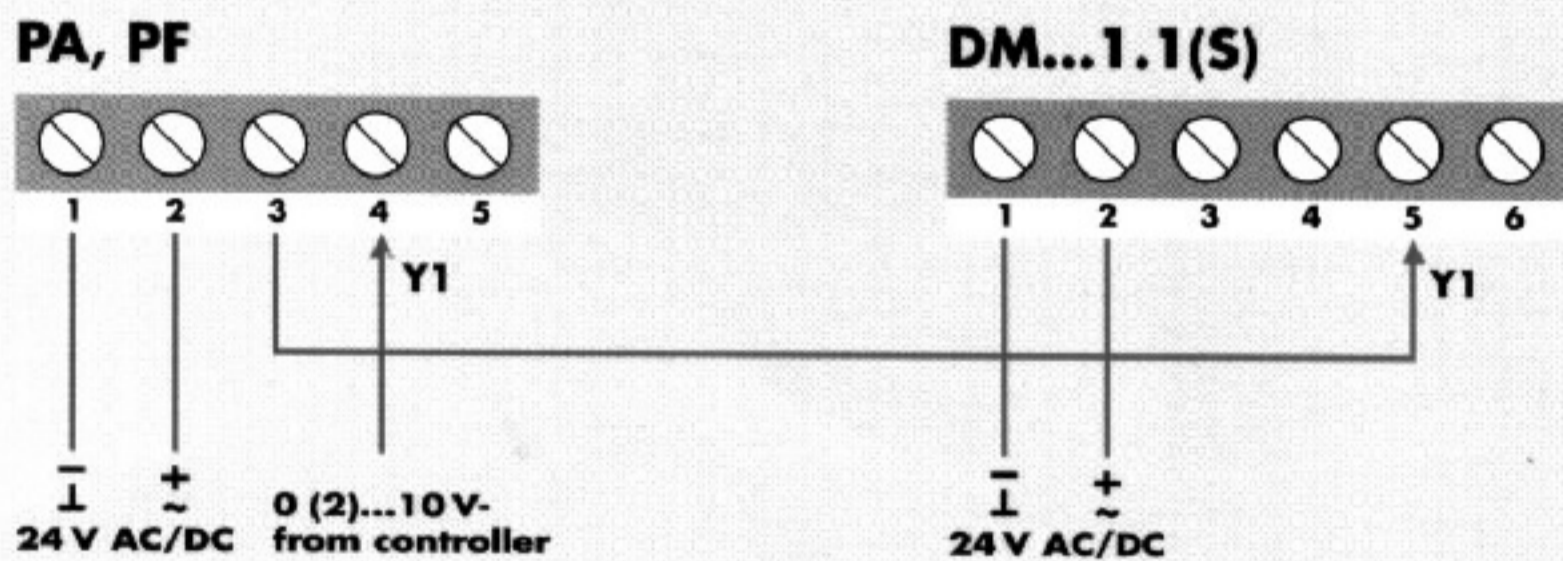 PA, PF
DM...1.1(S)
1 2 3 4 5
1 2 3 4 5 6
Y1
Y1
– +
⊥ ~
24 V AC/DC
0 (2)...10 V-
from controller
– +
⊥ ~
24 V AC/DC